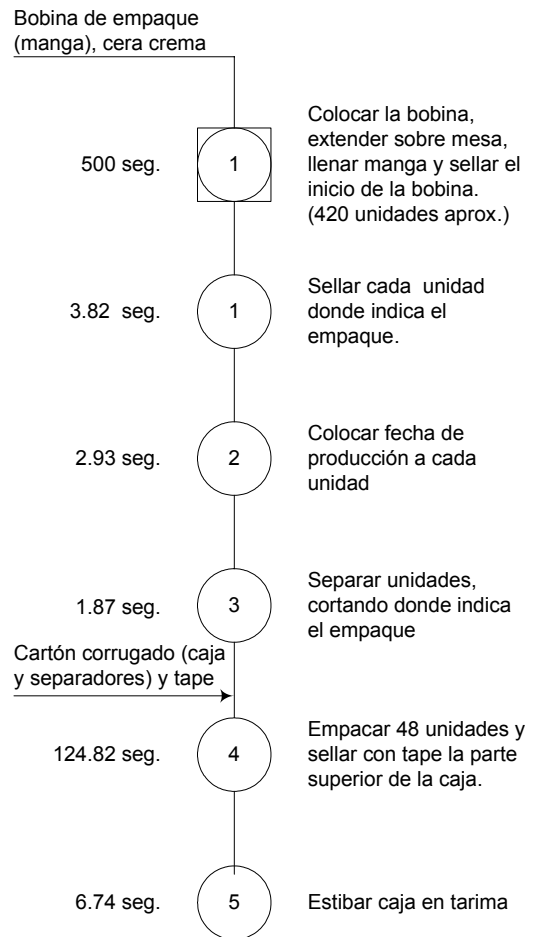 Bobina de empaque
(manga), cera crema
500 seg.
1
Colocar la bobina,
extender sobre mesa,
llenar manga y sellar el
inicio de la bobina.
(420 unidades aprox.)
3.82 seg.
1
Sellar cada unidad
donde indica el
empaque.
2.93 seg.
2
Colocar fecha de
producción a cada
unidad
1.87 seg.
3
Separar unidades,
cortando donde indica
el empaque
Cartón corrugado (caja
y separadores) y tape
124.82 seg.
4
Empacar 48 unidades y
sellar con tape la parte
superior de la caja.
6.74 seg.
5
Estibar caja en tarima